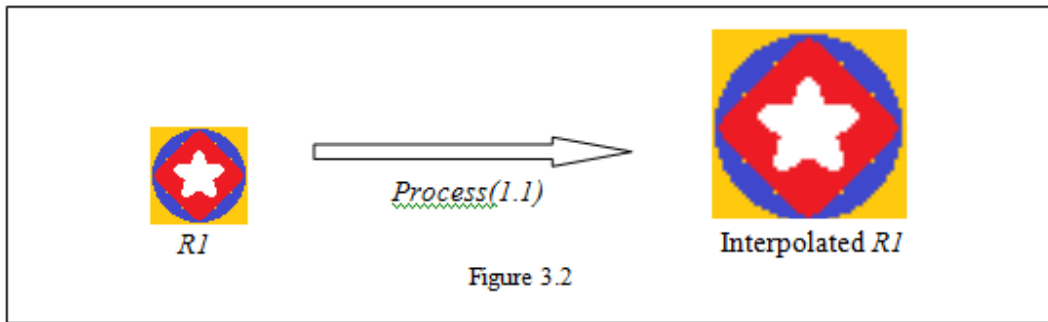 Process(1.1)
R1
Interpolated R1
Figure 3.2